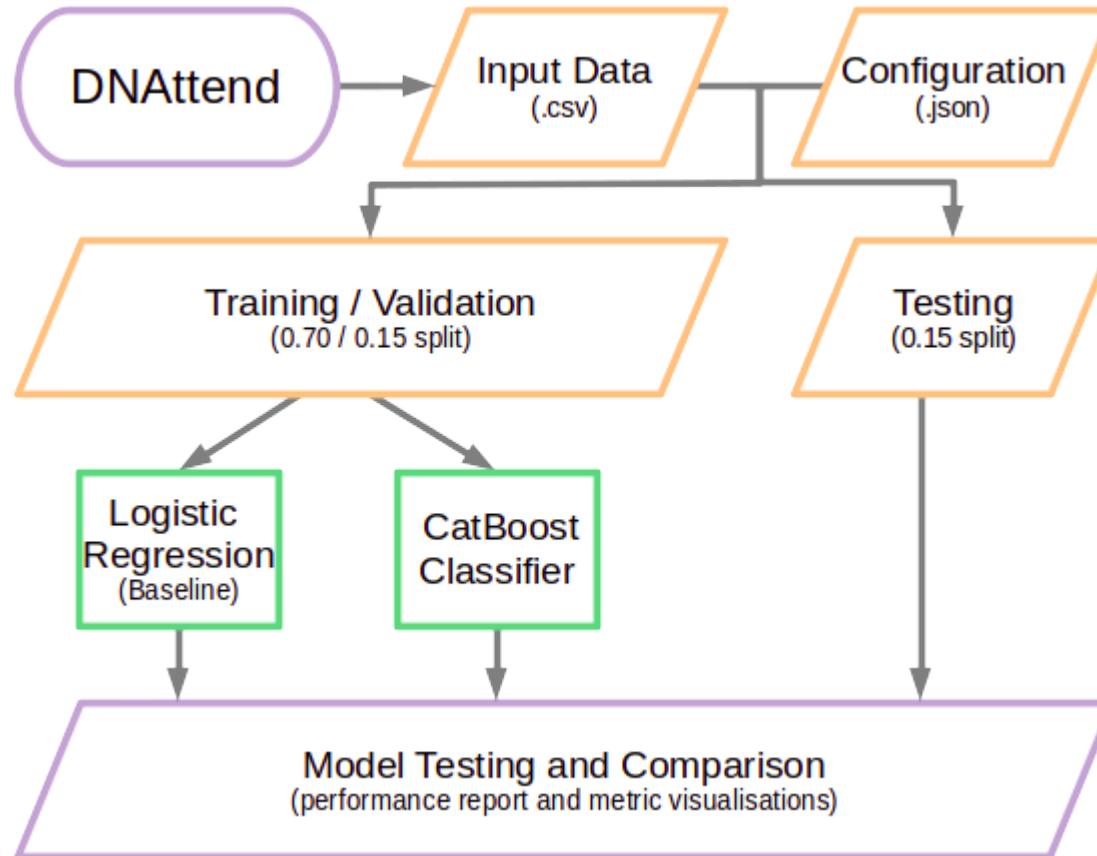 DNAttend
Input Data
(.csv)
Configuration
(.json)
Training / Validation
(0.70 / 0.15 split)
Testing
(0.15 split)
Logistic
Regression
(Baseline)
CatBoost
Classifier
Model Testing and Comparison
(performance report and metric visualisations)